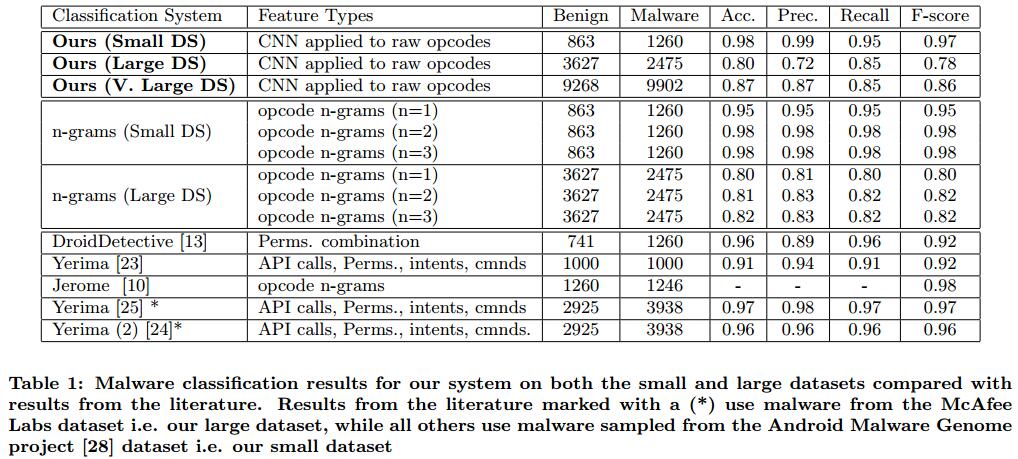 Classification System Feature Types Benign Malware Acc. Prec. Recall F-score
Ours (Small DS) CNN applied to raw opcodes 863 1260 0.98 0.99 0.95 0.97
Ours (Large DS) CNN applied to raw opcodes 3627 2475 0.80 0.72 0.85 0.78
Ours (V. Large DS) CNN applied to raw opcodes 9268 9902 0.87 0.87 0.85 0.86
opcode n-grams (n=1) 863 1260 0.95 0.95 0.95 0.95
n-grams (Small DS) opcode n-grams (n=2) 863 1260 0.98 0.98 0.98 0.98
opcode n-grams (n=3) 863 1260 0.98 0.98 0.98 0.98
opcode n-grams (n=1) 3627 2475 0.80 0.81 0.80 0.80
n-grams (Large DS) opcode n-grams (n=2) 3627 2475 0.81 0.83 0.82 0.82
opcode n-grams (n=3) 3627 2475 0.82 0.83 0.82 0.82
DroidDetective [13] Perms. combination 741 1260 0.96 0.89 0.96 0.92
Yerima [23] API calls, Perms., intents, cmnds 1000 1000 0.91 0.94 0.91 0.92
Jerome [10] opcode n-grams 1260 1246 - - - 0.98
Yerima [25] * API calls, Perms., intents, cmnds 2925 3938 0.97 0.98 0.97 0.97
Yerima (2) [24]* API calls, Perms., intents, cmnds. 2925 3938 0.96 0.96 0.96 0.96
Table 1: Malware classification results for our system on both the small and large datasets compared with
results from the literature. Results from the literature marked with a (*) use malware from the McAfee
Labs dataset i.e. our large dataset, while all others use malware sampled from the Android Malware Genome
project [28] dataset i.e. our small dataset